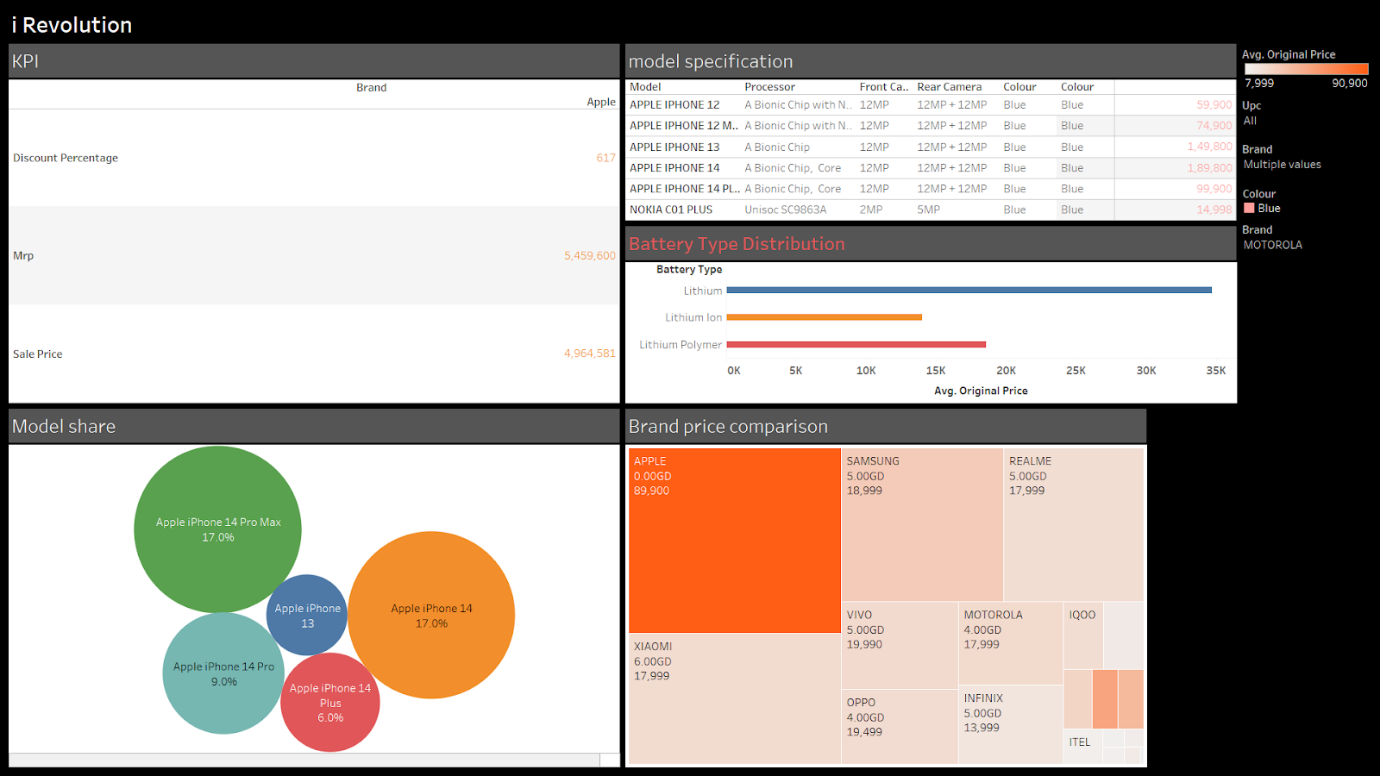 i Revolution
KPI
Brand
Apple
Discount Percentage 617
Mrp 5,459,600
Sale Price 4,964,581
model specification
Model Processor Front Ca.. Rear Camera Colour Colour
APPLE IPHONE 12 A Bionic Chip with N.. 12MP 12MP + 12MP Blue Blue 59,900
APPLE IPHONE 12 M.. A Bionic Chip with N.. 12MP 12MP + 12MP Blue Blue 74,900
APPLE IPHONE 13 A Bionic Chip 12MP 12MP + 12MP Blue Blue 1,49,800
APPLE IPHONE 14 A Bionic Chip, Core 12MP 12MP + 12MP Blue Blue 1,89,800
APPLE IPHONE 14 PL.. A Bionic Chip, Core 12MP 12MP + 12MP Blue Blue 99,900
NOKIA C01 PLUS Unisoc SC9863A 2MP 5MP Blue Blue 14,998
Avg. Original Price
7,999 90,900
Upc
All
Brand
Multiple values
Colour
Blue
Brand
MOTOROLA
Battery Type Distribution
Battery Type
Lithium
Lithium Ion
Lithium Polymer
0K 5K 10K 15K 20K 25K 30K 35K
Avg. Original Price
Model share
Apple iPhone 14 Pro Max
17.0%
Apple iPhone
13
Apple iPhone 14
17.0%
Apple iPhone 14 Pro
9.0%
Apple iPhone 14
Plus
6.0%
Brand price comparison
APPLE
0.00GD
89,900
SAMSUNG
5.00GD
18,999
REALME
5.00GD
17,999
XIAOMI
6.00GD
17,999
VIVO
5.00GD
19,990
MOTOROLA
4.00GD
17,999
IQOO
OPPO
4.00GD
19,499
INFINIX
5.00GD
13,999
ITEL